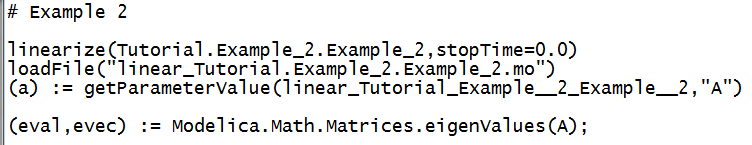 # Example 2
linearize(Tutorial.Example_2.Example_2,stopTime=0.0)
loadFile("linear_Tutorial.Example_2.Example_2.mo")
(a) := getParameterValue(linear_Tutorial_Example__2_Example__2,"A")
(eval,evec) := Modelica.Math.Matrices.eigenValues(A);